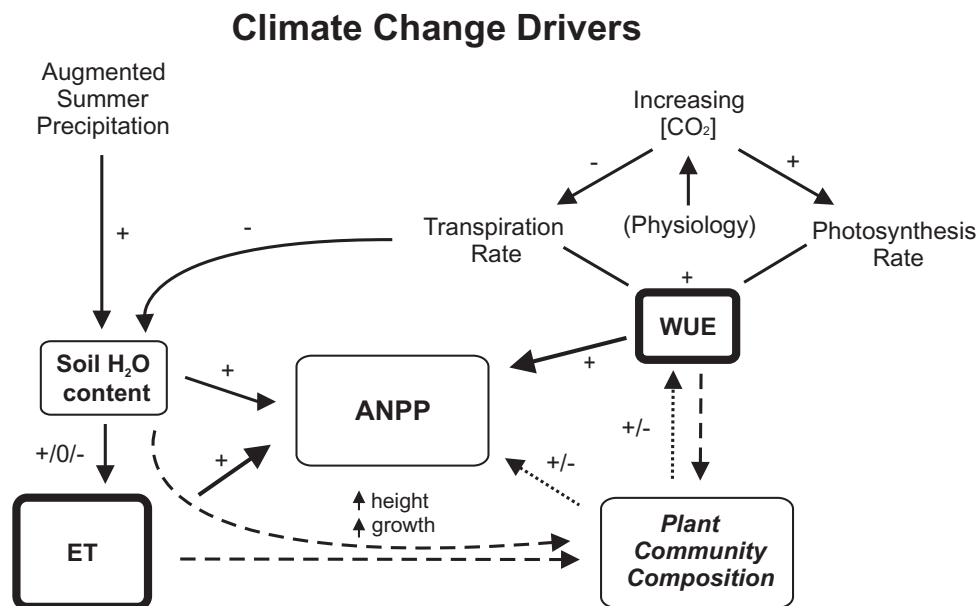 Climate Change Drivers
Augmented
Summer
Precipitation
Increasing
[CO₂]
-
+
+
-
Transpiration
Rate
(Physiology)
Photosynthesis
Rate
+
WUE
Soil H₂O
content
+
ANPP
+
+/0/-
+
+/-
+/-
height
growth
ET
Plant
Community
Composition